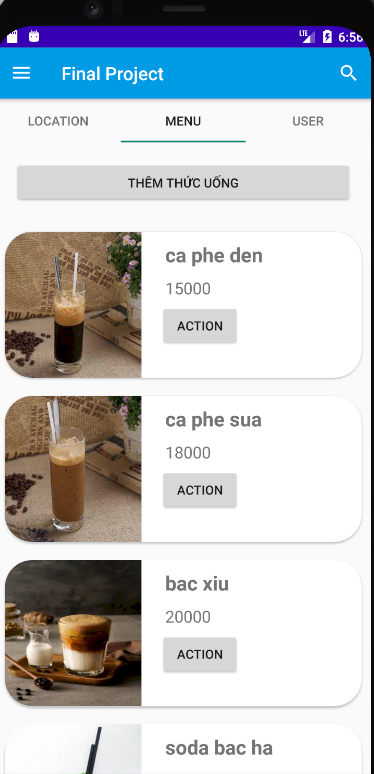 LTE 6:56
Final Project
LOCATION MENU USER
THÊM THỨC UỐNG
ca phe den
15000
ACTION
ca phe sua
18000
ACTION
bac xiu
20000
ACTION
soda bac ha